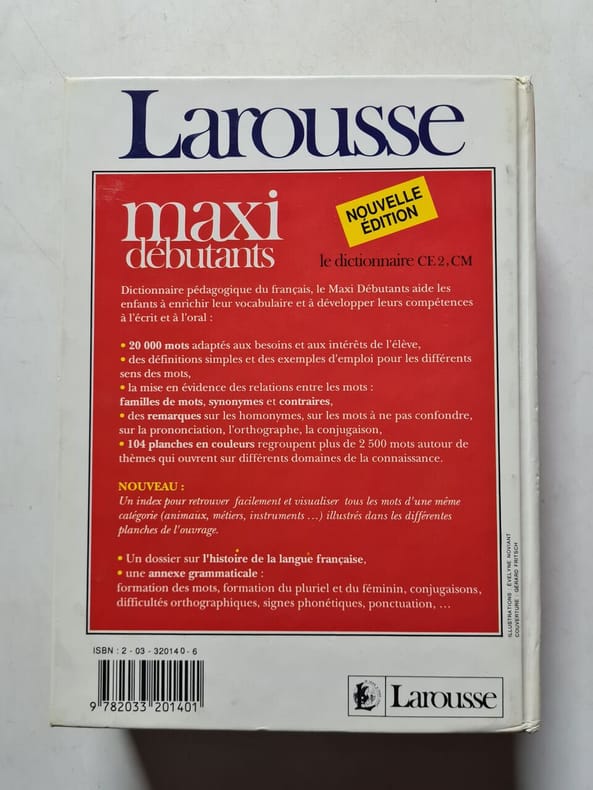 Larousse
maxi
débutants
NOUVELLE
ÉDITION
le dictionnaire CE 2, CM
Dictionnaire pédagogique du français, le Maxi Débutants aide les
enfants à enrichir leur vocabulaire et à développer leurs compétences
à l'écrit et à l'oral :
• 20 000 mots adaptés aux besoins et aux intérêts de l'élève,
• des définitions simples et des exemples d'emploi pour les différents
sens des mots,
• la mise en évidence des relations entre les mots :
familles de mots, synonymes et contraires,
• des remarques sur les homonymes, sur les mots à ne pas confondre,
sur la prononciation, l'orthographe, la conjugaison,
• 104 planches en couleurs regroupent plus de 2 500 mots autour de
thèmes qui ouvrent sur différents domaines de la connaissance.
NOUVEAU :
Un index pour retrouver facilement et visualiser tous les mots d'une même
catégorie (animaux, métiers, instruments ...) illustrés dans les différentes
planches de l'ouvrage.
• Un dossier sur l'histoire de la langue française,
• une annexe grammaticale :
formation des mots, formation du pluriel et du féminin, conjugaisons,
difficultés orthographiques, signes phonétiques, ponctuation, ...
ILLUSTRATIONS : ÉVELYNE NOVIANT
COUVERTURE : GÉRARD FRITSCH
ISBN : 2 - 03 - 320140 - 6
9 782033 201401
Larousse